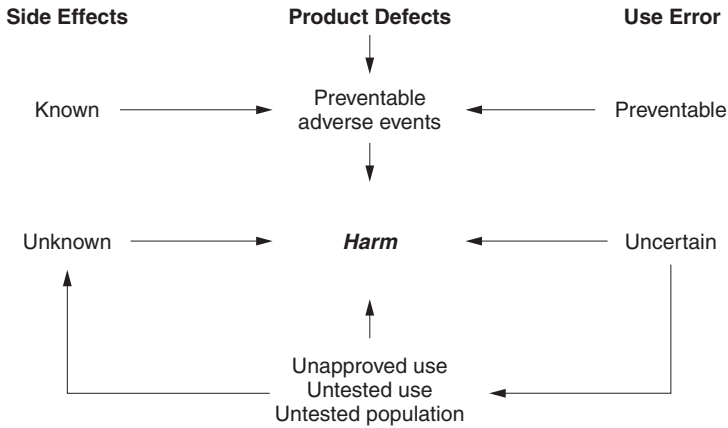 Side Effects
Product Defects
Use Error
Known
Preventable
adverse events
Preventable
Unknown
Harm
Uncertain
Unapproved use
Untested use
Untested population